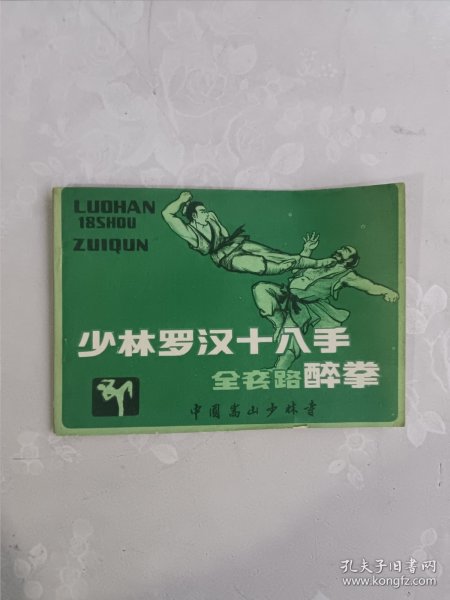 LUOHAN
18SHOU
ZUIQUN
少林罗汉十八手
全套路醉拳
中国嵩山少林寺
孔夫子旧书网
www.kongfz.com